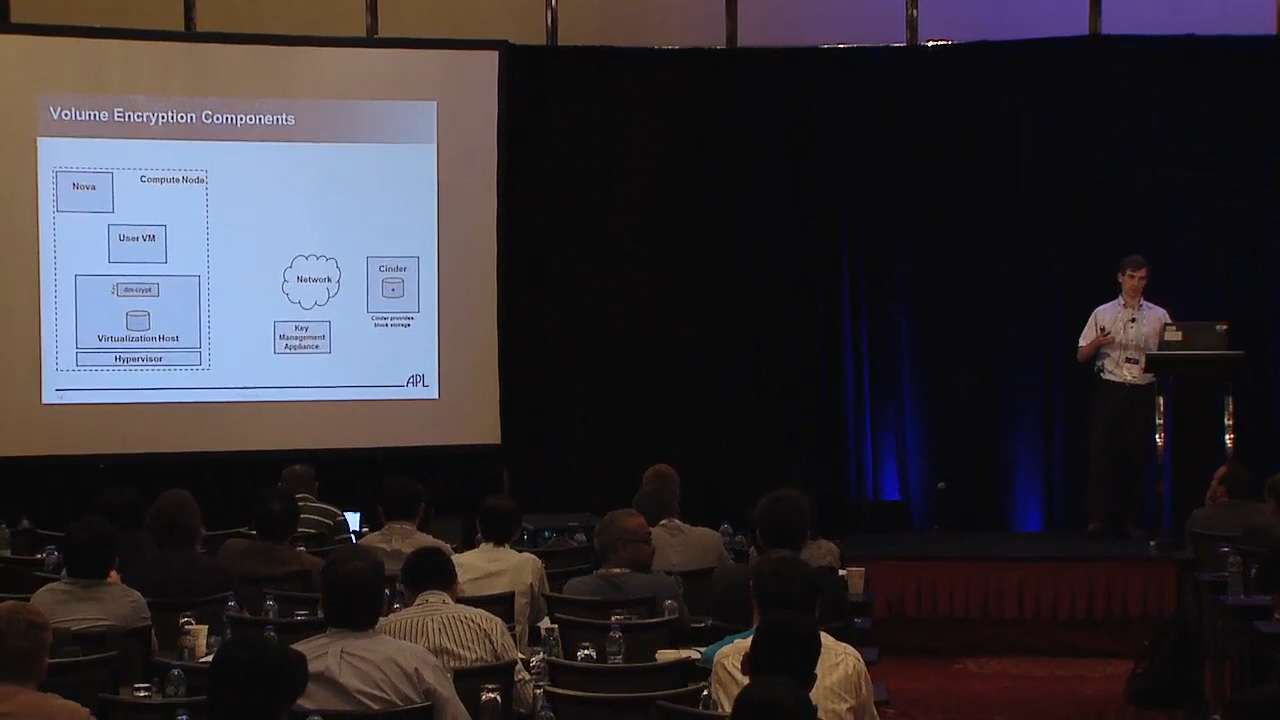 Volume Encryption Components
Nova
Compute Node
User VM
dm-crypt
Virtualization Host
Hypervisor
Network
Key
Management
Appliance
Cinder
Cinder provides
block storage
APL